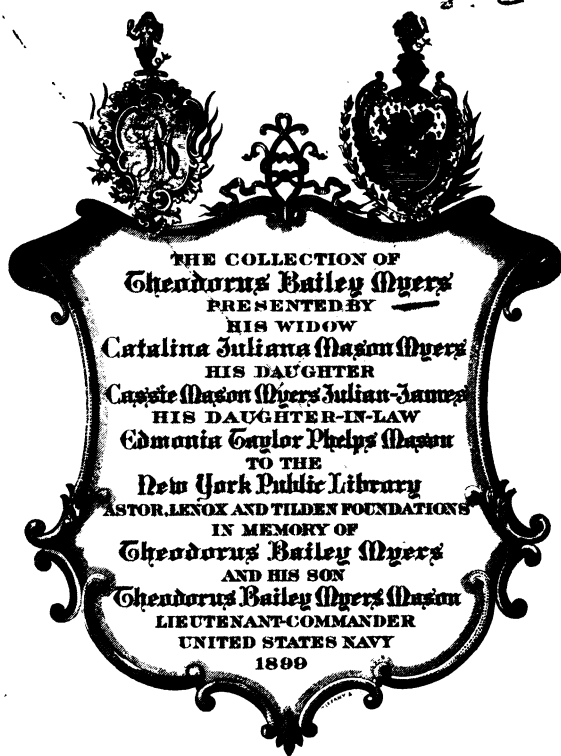 THE COLLECTION OF
Theodorus Bailey Myers
PRESENTED BY
HIS WIDOW
Catalina Juliana Mason Myers
HIS DAUGHTER
Cassie Mason Myers Julian-James
HIS DAUGHTER-IN-LAW
Edmonia Taylor Phelps Mason
TO THE
New York Public Library
ASTOR, LENOX AND TILDEN FOUNDATIONS
IN MEMORY OF
Theodorus Bailey Myers
AND HIS SON
Theodorus Bailey Myers Mason
LIEUTENANT-COMMANDER
UNITED STATES NAVY
1899